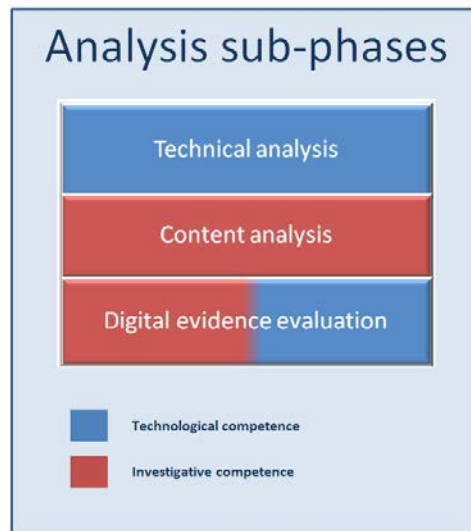 Analysis sub-phases
Technical analysis
Content analysis
Digital evidence evaluation
Technological competence
Investigative competence